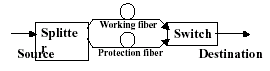 Working fiber
Splitte
r
Switch
Source
Protection fiber
Destination